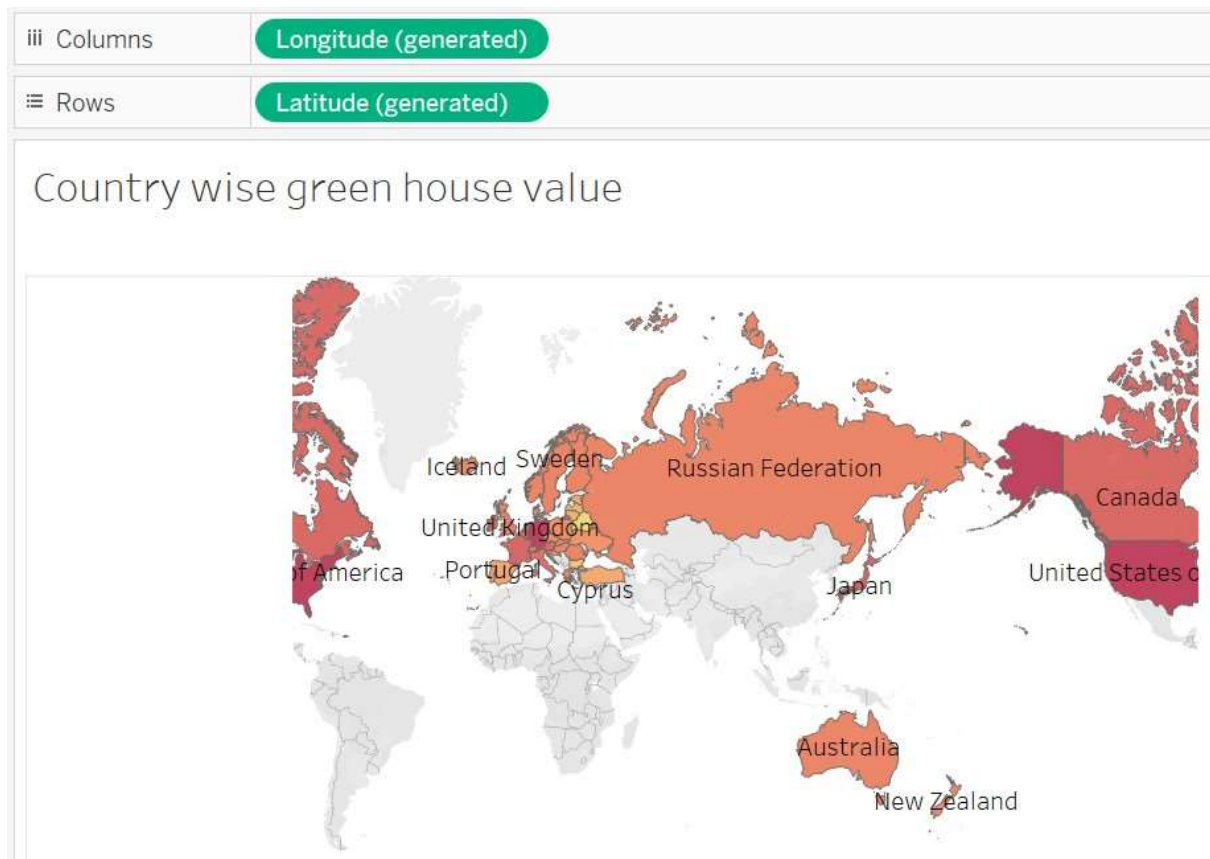 Columns
Longitude (generated)
Rows
Latitude (generated)
Country wise green house value
Iceland
Sweden
Russian Federation
Canada
United Kingdom
of America
Portugal
Cyprus
Japan
United States o
Australia
New Zealand